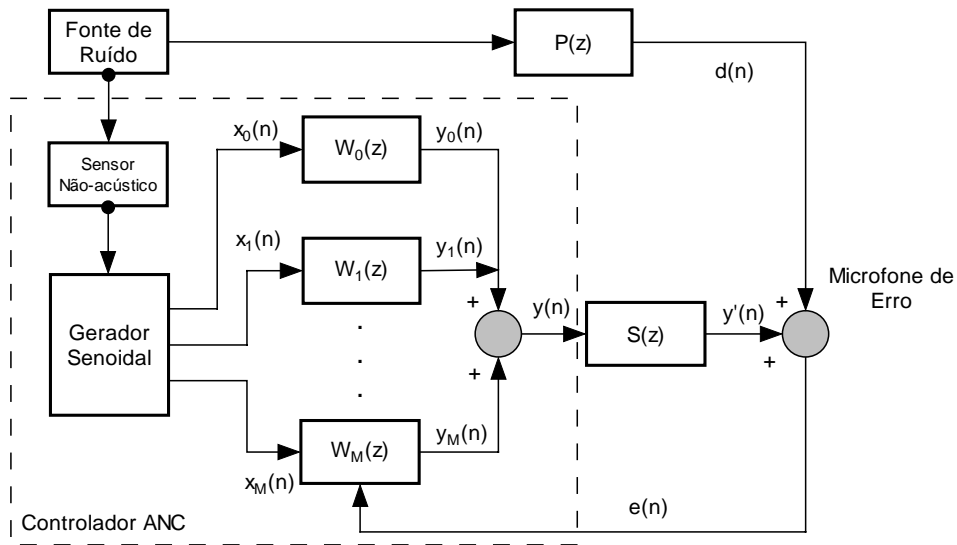 Fonte de
Ruído
P(z)
d(n)
x0(n)
W0(z)
y0(n)
Sensor
Não-acústico
x1(n)
W1(z)
y1(n)
Microfone de
Erro
+
y(n)
S(z)
y'(n)
+
Gerador
Senoidal
+
+
.
.
.
WM(z)
yM(n)
xM(n)
e(n)
Controlador ANC